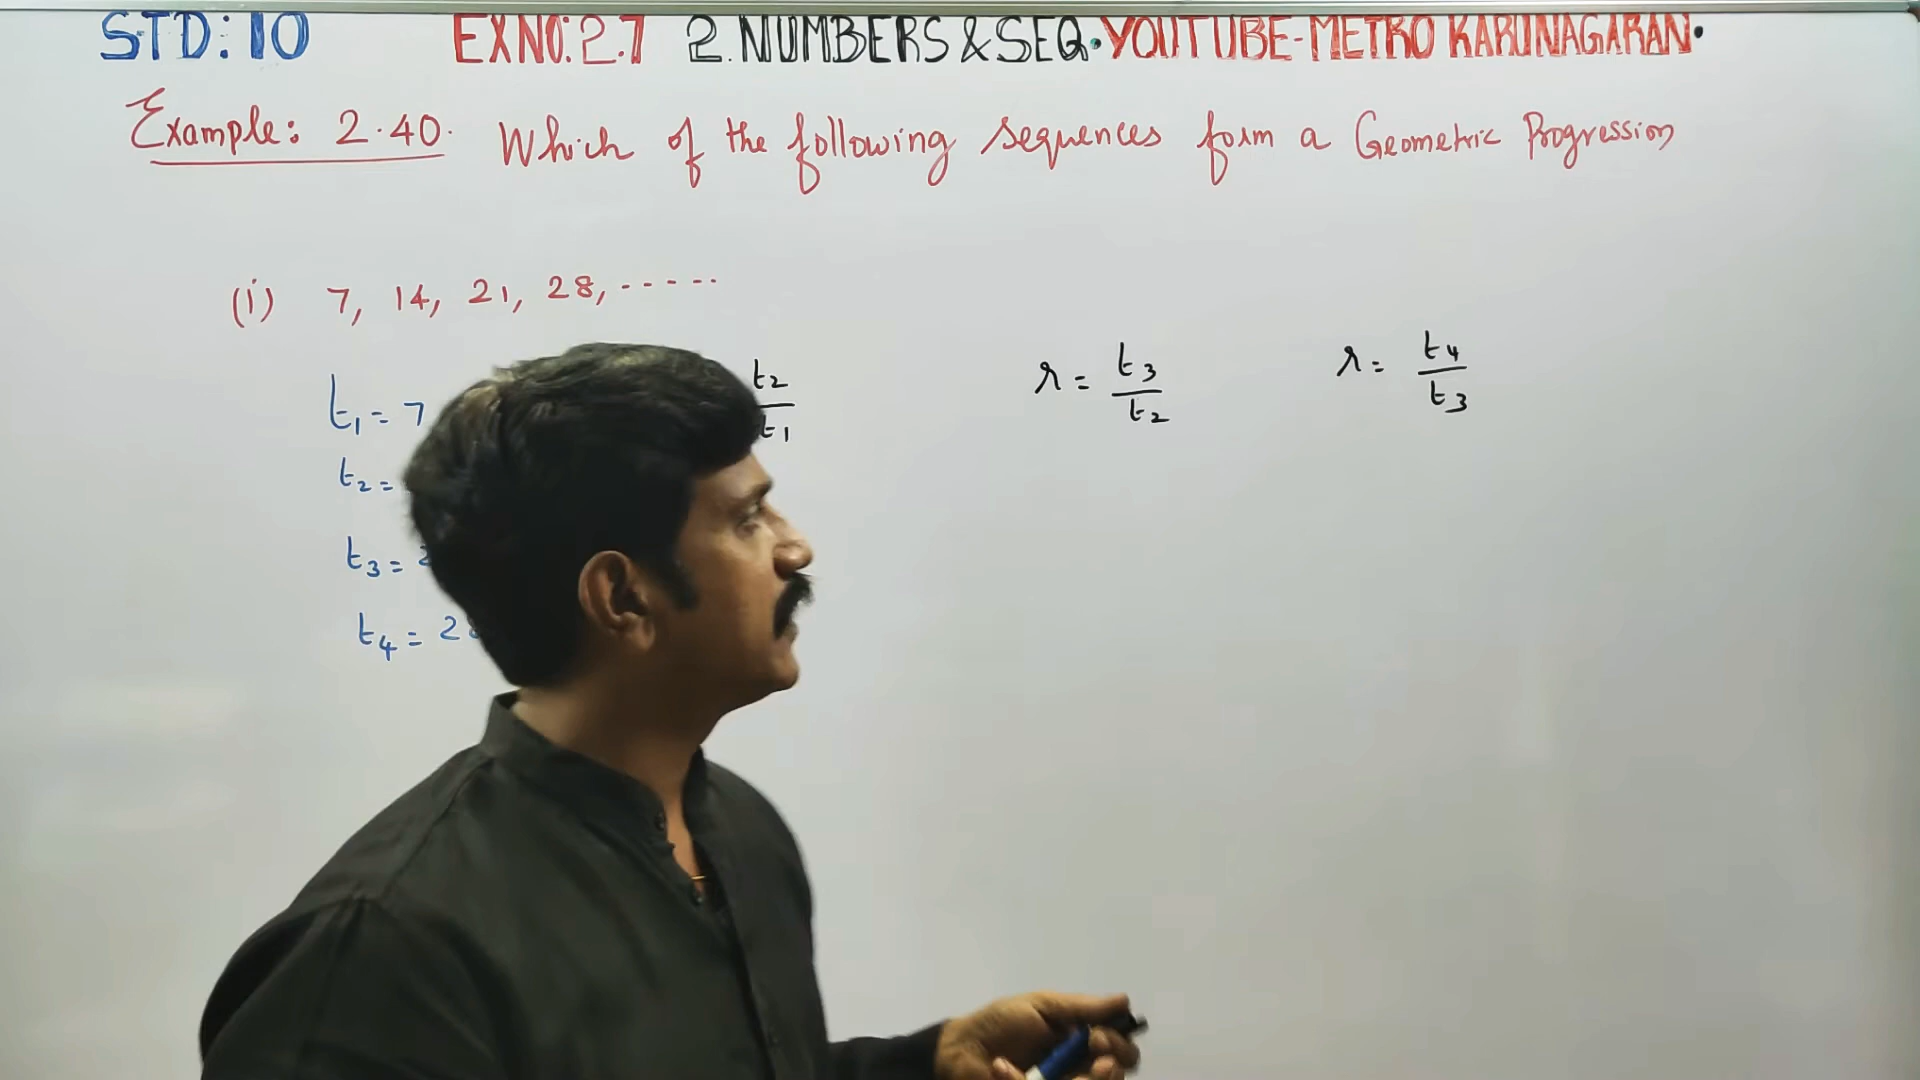 STD: 10 EXNO: 2.7 2. NUMBERS & SEQ. YOUTUBE-METRO KARUNAGARAN.
Example: 2.40. Which of the following sequences form a Geometric Progression
(i) 7, 14, 21, 28, .....
t₁ = 7
t₂/t₁
r = t₃/t₂
r = t₄/t₃
t₂ =
t₃ = 2
t₄ = 28